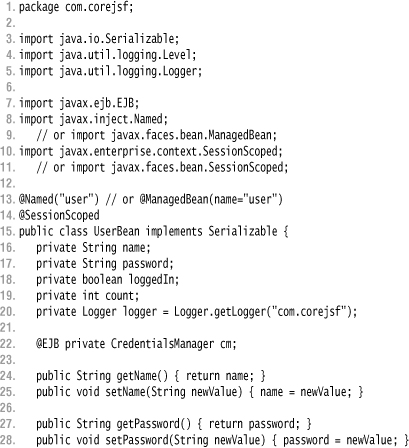 1. package com.corejsf;
2.
3. import java.io.Serializable;
4. import java.util.logging.Level;
5. import java.util.logging.Logger;
6.
7. import javax.ejb.EJB;
8. import javax.inject.Named;
9.    // or import javax.faces.bean.ManagedBean;
10. import javax.enterprise.context.SessionScoped;
11.    // or import javax.faces.bean.SessionScoped;
12.
13. @Named("user") // or @ManagedBean(name="user")
14. @SessionScoped
15. public class UserBean implements Serializable {
16.    private String name;
17.    private String password;
18.    private boolean loggedIn;
19.    private int count;
20.    private Logger logger = Logger.getLogger("com.corejsf");
21.
22.    @EJB private CredentialsManager cm;
23.
24.    public String getName() { return name; }
25.    public void setName(String newValue) { name = newValue; }
26.
27.    public String getPassword() { return password; }
28.    public void setPassword(String newValue) { password = newValue; }